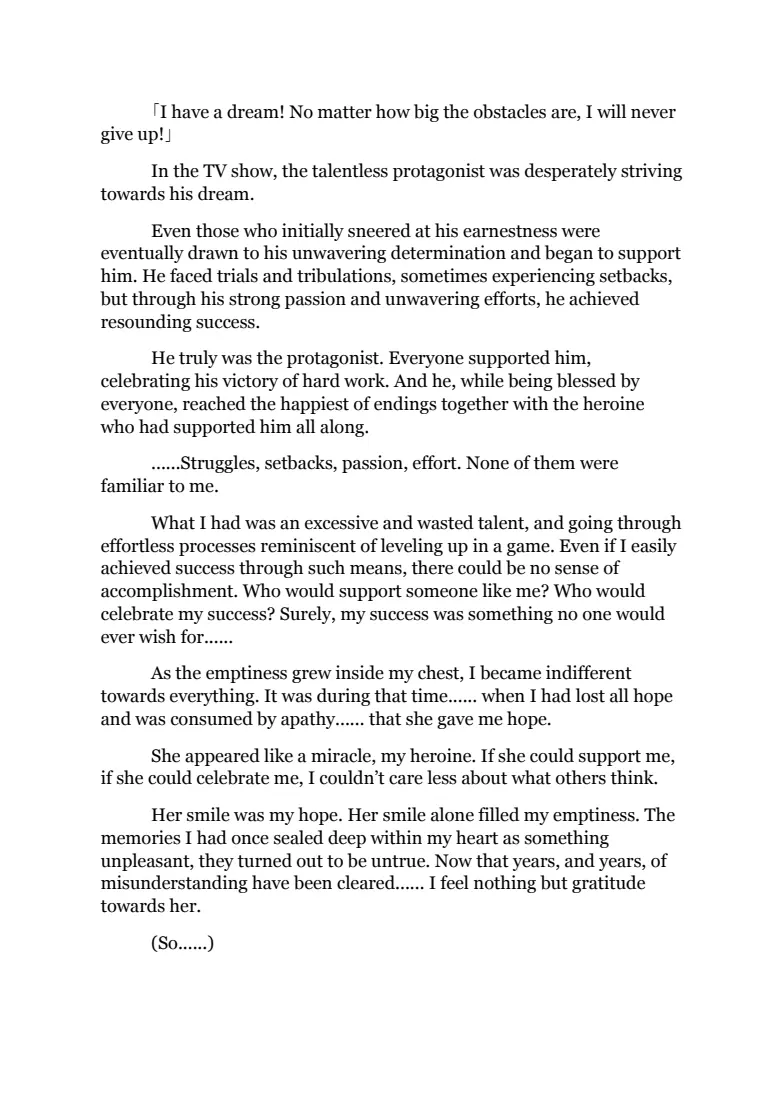 「I have a dream! No matter how big the obstacles are, I will never
give up!」
In the TV show, the talentless protagonist was desperately striving
towards his dream.
Even those who initially sneered at his earnestness were
eventually drawn to his unwavering determination and began to support
him. He faced trials and tribulations, sometimes experiencing setbacks,
but through his strong passion and unwavering efforts, he achieved
resounding success.
He truly was the protagonist. Everyone supported him,
celebrating his victory of hard work. And he, while being blessed by
everyone, reached the happiest of endings together with the heroine
who had supported him all along.
......Struggles, setbacks, passion, effort. None of them were
familiar to me.
What I had was an excessive and wasted talent, and going through
effortless processes reminiscent of leveling up in a game. Even if I easily
achieved success through such means, there could be no sense of
accomplishment. Who would support someone like me? Who would
celebrate my success? Surely, my success was something no one would
ever wish for......
As the emptiness grew inside my chest, I became indifferent
towards everything. It was during that time...... when I had lost all hope
and was consumed by apathy...... that she gave me hope.
She appeared like a miracle, my heroine. If she could support me,
if she could celebrate me, I couldn’t care less about what others think.
Her smile was my hope. Her smile alone filled my emptiness. The
memories I had once sealed deep within my heart as something
unpleasant, they turned out to be untrue. Now that years, and years, of
misunderstanding have been cleared...... I feel nothing but gratitude
towards her.
(So......)